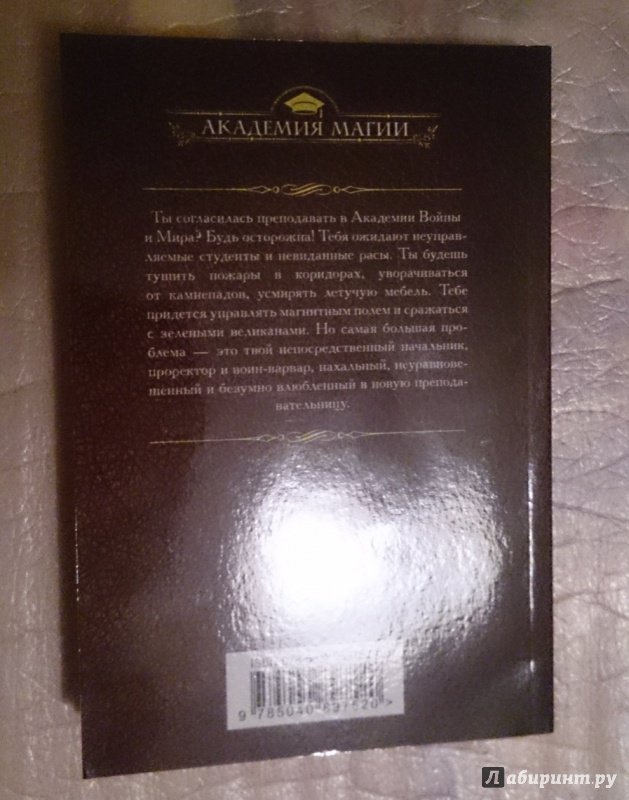 АКАДЕМИЯ МАГИИ
Ты согласилась преподавать в Академии Войны
и Мира? Будь осторожна! Тебя ожидают неуправ-
ляемые студенты и невиданные расы. Ты будешь
тушить пожары в коридорах, уворачиваться
от камнепадов, усмирять летучую мебель. Тебе
придется управлять магнитным полем и сражаться
с зелеными великанами. Но самая большая про-
блема — это твой непосредственный начальник,
проректор и воин-варвар, нахальный, неуравнове-
шенный и безумно влюбленный в новую препода-
вательницу.
Лабиринт.ру